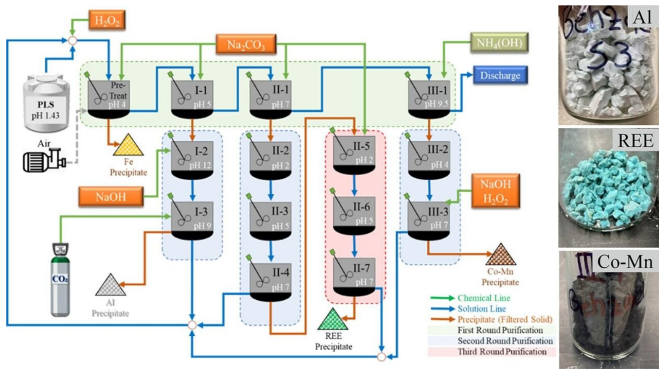 H₂O₂
Na₂CO₃
NH₄(OH)
PLS
pH 1.43
Air
Pre-
Treat
pH 4
I-1
pH 5
II-1
pH 7
III-1
pH 9.5
Discharge
Fe
Precipitate
NaOH
I-2
pH 12
II-2
pH 2
II-5
pH 2
III-2
pH 4
NaOH
H₂O₂
I-3
pH 9
II-3
pH 5
II-6
pH 5
III-3
pH 7
CO₂
Al
Precipitate
II-4
pH 7
II-7
pH 7
REE
Precipitate
Co-Mn
Precipitate
Chemical Line
Solution Line
Precipitate (Filtered Solid)
First Round Purification
Second Round Purification
Third Round Purification
Al
S3
REE
Co-Mn